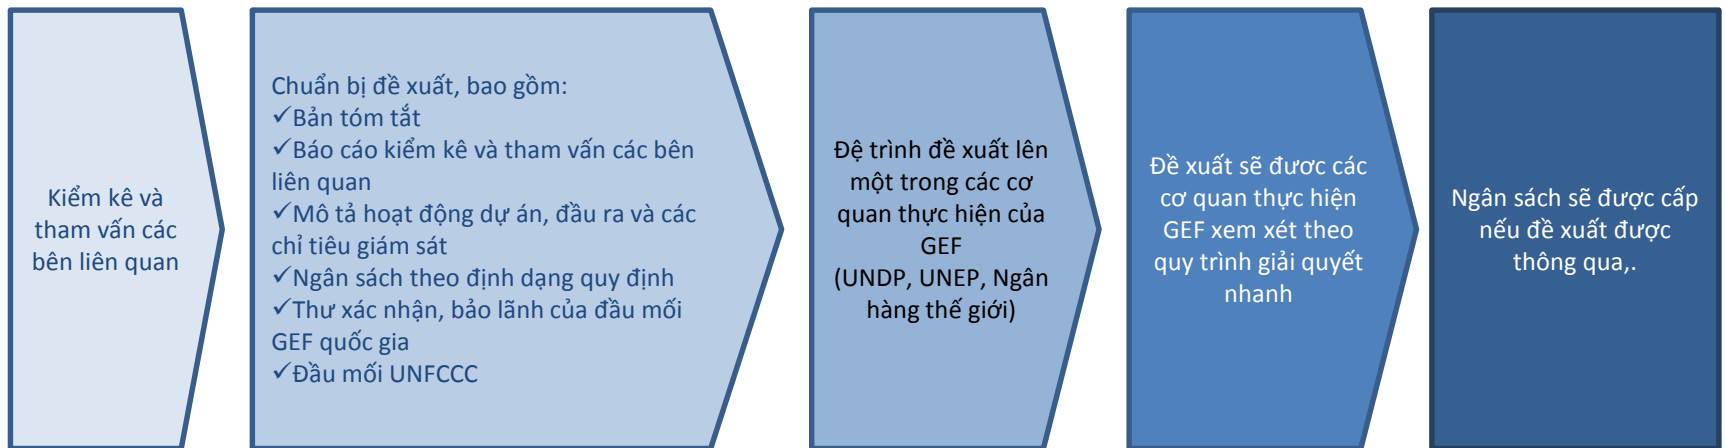 Kiểm kê và
tham vấn các
bên liên quan
Chuẩn bị đề xuất, bao gồm:
✓Bản tóm tắt
✓Báo cáo kiểm kê và tham vấn các bên
liên quan
✓Mô tả hoạt động dự án, đầu ra và các
chỉ tiêu giám sát
✓Ngân sách theo định dạng quy định
✓Thư xác nhận, bảo lãnh của đầu mối
GEF quốc gia
✓Đầu mối UNFCCC
Đệ trình đề xuất lên
một trong các cơ
quan thực hiện của
GEF
(UNDP, UNEP, Ngân
hàng thế giới)
Đề xuất sẽ đươc các
cơ quan thực hiện
GEF xem xét theo
quy trình giải quyết
nhanh
Ngân sách sẽ được cấp
nếu đề xuất được
thông qua,.